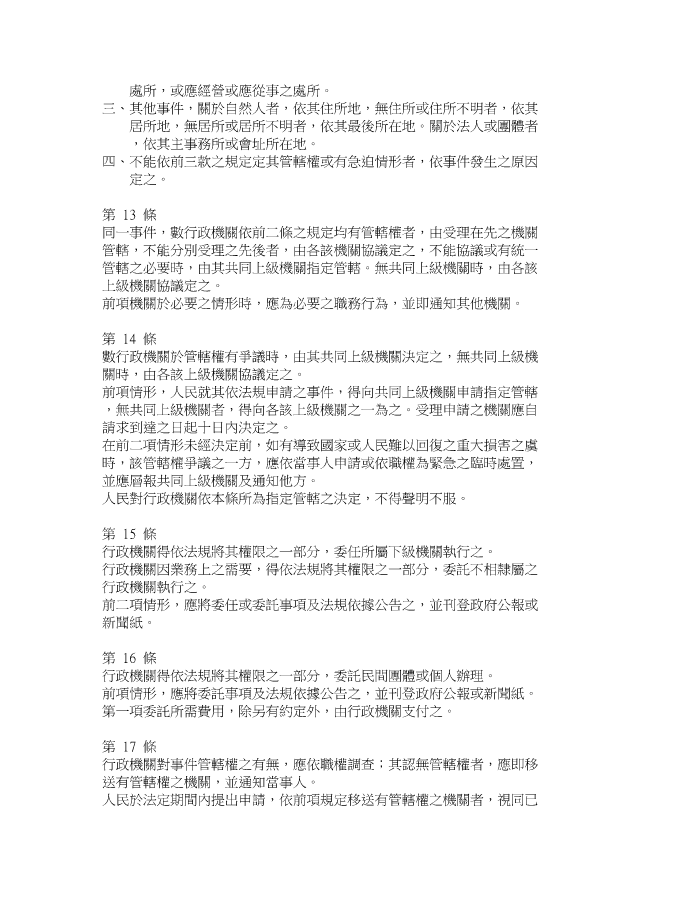 處所，或應經營或應從事之處所。
三、其他事件，關於自然人者，依其住所地，無住所或住所不明者，依其
居所地，無居所或居所不明者，依其最後所在地。關於法人或團體者
，依其主事務所或會址所在地。
四、不能依前三款之規定定其管轄權或有急迫情形者，依事件發生之原因
定之。
第 13 條
同一事件，數行政機關依前二條之規定均有管轄權者，由受理在先之機關
管轄，不能分別受理之先後者，由各該機關協議定之，不能協議或有統一
管轄之必要時，由其共同上級機關指定管轄。無共同上級機關時，由各該
上級機關協議定之。
前項機關於必要之情形時，應為必要之職務行為，並即通知其他機關。
第 14 條
數行政機關於管轄權有爭議時，由其共同上級機關決定之，無共同上級機
關時，由各該上級機關協議定之。
前項情形，人民就其依法規申請之事件，得向共同上級機關申請指定管轄
，無共同上級機關者，得向各該上級機關之一為之。受理申請之機關應自
請求到達之日起十日內決定之。
在前二項情形未經決定前，如有導致國家或人民難以回復之重大損害之虞
時，該管轄權爭議之一方，應依當事人申請或依職權為緊急之臨時處置，
並應層報共同上級機關及通知他方。
人民對行政機關依本條所為指定管轄之決定，不得聲明不服。
第 15 條
行政機關得依法規將其權限之一部分，委任所屬下級機關執行之。
行政機關因業務上之需要，得依法規將其權限之一部分，委託不相隸屬之
行政機關執行之。
前二項情形，應將委任或委託事項及法規依據公告之，並刊登政府公報或
新聞紙。
第 16 條
行政機關得依法規將其權限之一部分，委託民間團體或個人辦理。
前項情形，應將委託事項及法規依據公告之，並刊登政府公報或新聞紙。
第一項委託所需費用，除另有約定外，由行政機關支付之。
第 17 條
行政機關對事件管轄權之有無，應依職權調查；其認無管轄權者，應即移
送有管轄權之機關，並通知當事人。
人民於法定期間內提出申請，依前項規定移送有管轄權之機關者，視同已